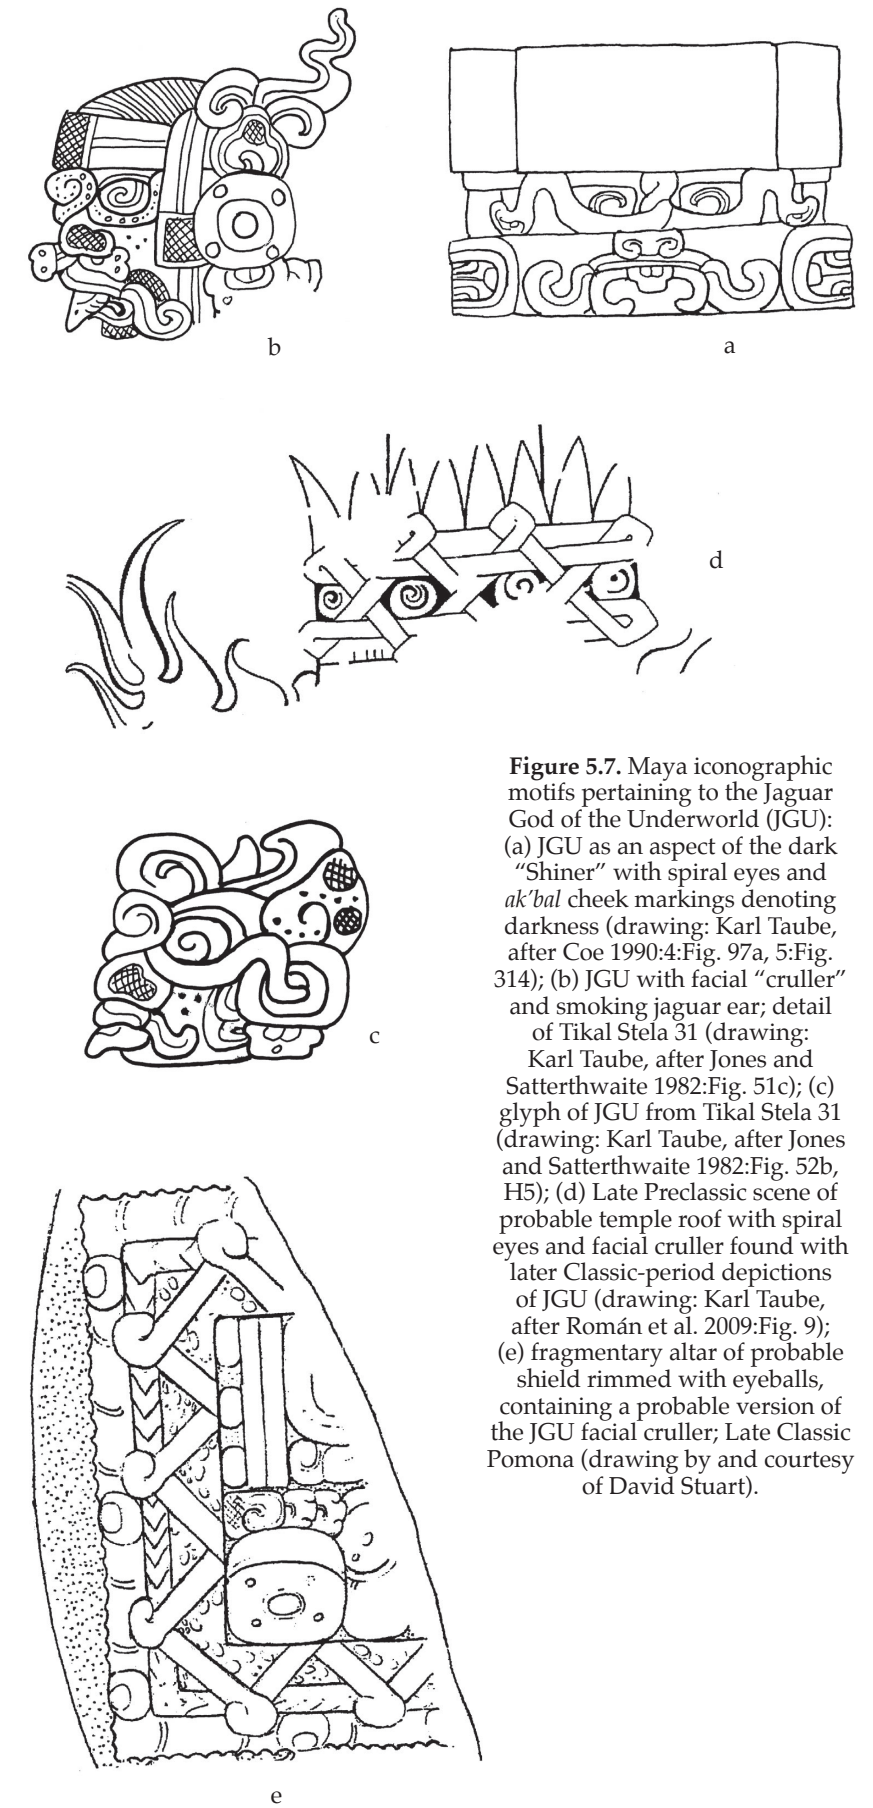 b
a
d
Figure 5.7. Maya iconographic
motifs pertaining to the Jaguar
God of the Underworld (JGU):
(a) JGU as an aspect of the dark
“Shiner” with spiral eyes and
ak’bal cheek markings denoting
darkness (drawing: Karl Taube,
after Coe 1990:4:Fig. 97a, 5:Fig.
314); (b) JGU with facial “cruller”
and smoking jaguar ear; detail
of Tikal Stela 31 (drawing:
Karl Taube, after Jones and
Satterthwaite 1982:Fig. 51c); (c)
glyph of JGU from Tikal Stela 31
(drawing: Karl Taube, after Jones
and Satterthwaite 1982:Fig. 52b,
H5); (d) Late Preclassic scene of
probable temple roof with spiral
eyes and facial cruller found with
later Classic-period depictions
of JGU (drawing: Karl Taube,
after Román et al. 2009:Fig. 9);
(e) fragmentary altar of probable
shield rimmed with eyeballs,
containing a probable version of
the JGU facial cruller; Late Classic
Pomona (drawing by and courtesy
of David Stuart).
c
e